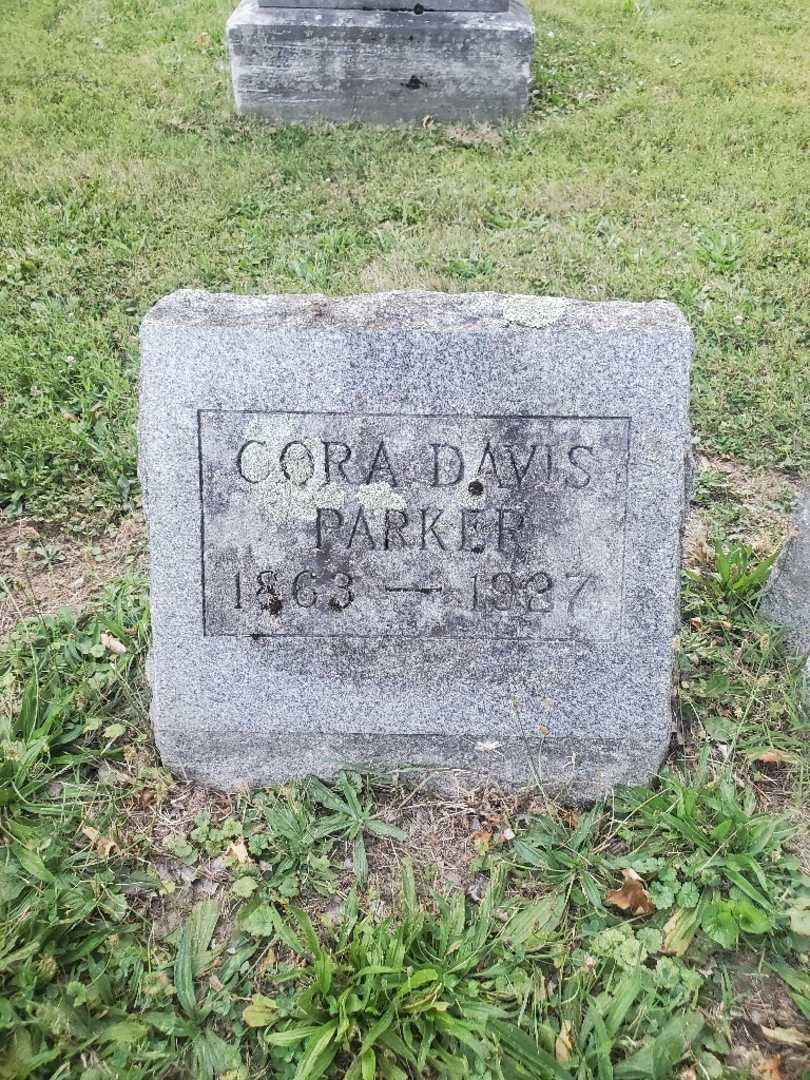 CORA DAVIS
PARKER
1863 — 1927